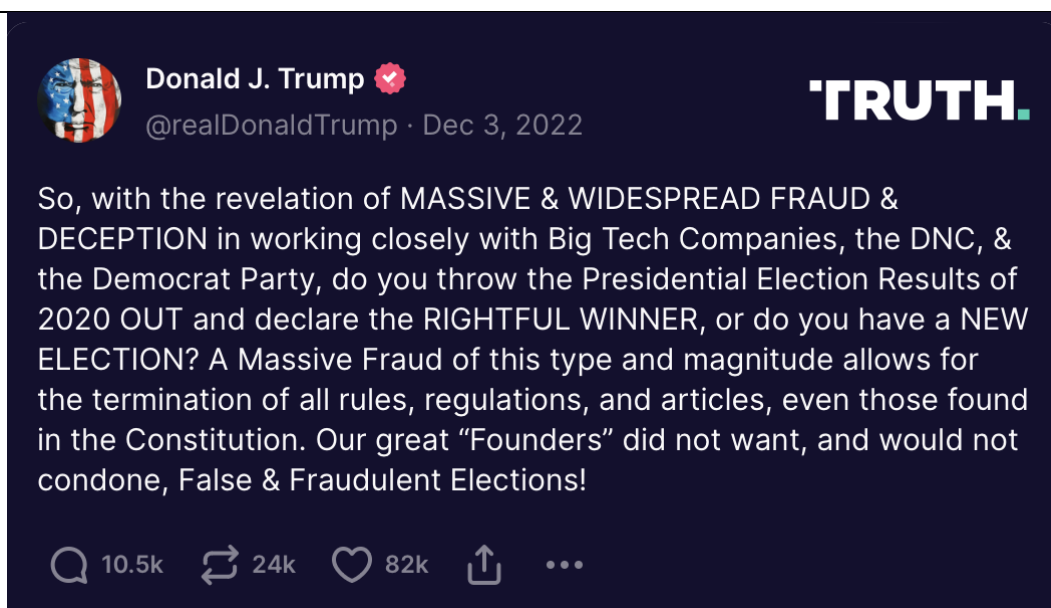 Donald J. Trump
TRUTH.
@realDonaldTrump · Dec 3, 2022
So, with the revelation of MASSIVE & WIDESPREAD FRAUD &
DECEPTION in working closely with Big Tech Companies, the DNC, &
the Democrat Party, do you throw the Presidential Election Results of
2020 OUT and declare the RIGHTFUL WINNER, or do you have a NEW
ELECTION? A Massive Fraud of this type and magnitude allows for
the termination of all rules, regulations, and articles, even those found
in the Constitution. Our great “Founders” did not want, and would not
condone, False & Fraudulent Elections!
10.5k 24k 82k